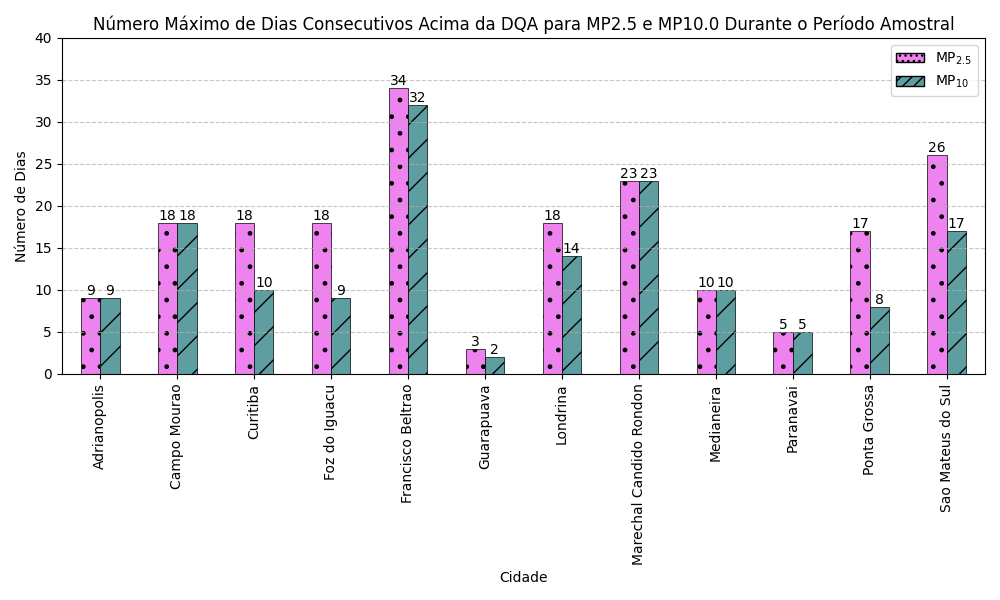 Número Máximo de Dias Consecutivos Acima da DQA para MP2.5 e MP10.0 Durante o Período Amostral
MP2.5
MP10
Número de Dias
40
35
30
25
20
15
10
5
0
9 9
18 18
18 10
18 9
34 32
3 2
18 14
23 23
10 10
5 5
17 8
26 17
Adrianopolis
Campo Mourao
Curitiba
Foz do Iguacu
Francisco Beltrao
Guarapuava
Londrina
Marechal Candido Rondon
Medianeira
Paranavai
Ponta Grossa
Sao Mateus do Sul
Cidade